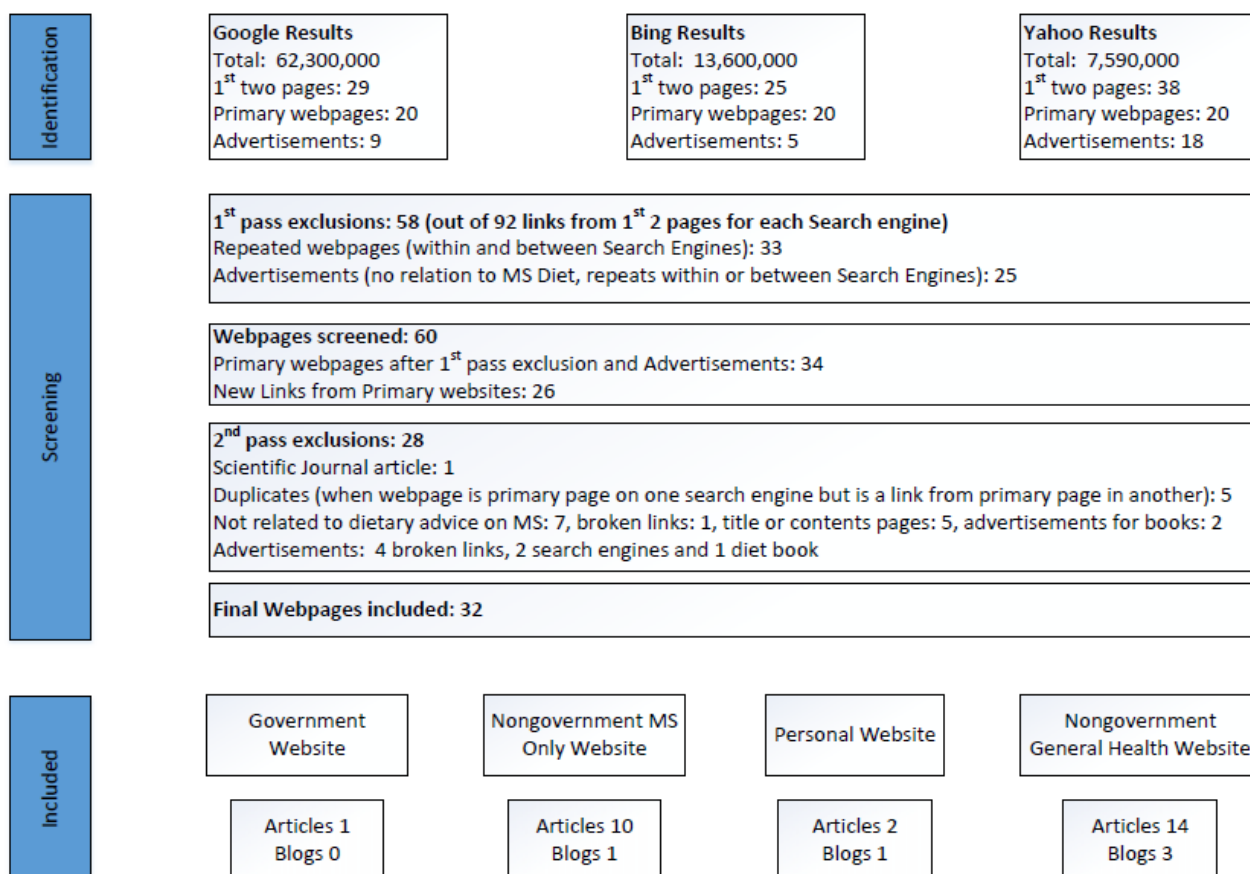 Identification
Google Results
Total: 62,300,000
1st two pages: 29
Primary webpages: 20
Advertisements: 9
Bing Results
Total: 13,600,000
1st two pages: 25
Primary webpages: 20
Advertisements: 5
Yahoo Results
Total: 7,590,000
1st two pages: 38
Primary webpages: 20
Advertisements: 18
Screening
1st pass exclusions: 58 (out of 92 links from 1st 2 pages for each Search engine)
Repeated webpages (within and between Search Engines): 33
Advertisements (no relation to MS Diet, repeats within or between Search Engines): 25
Webpages screened: 60
Primary webpages after 1st pass exclusion and Advertisements: 34
New Links from Primary websites: 26
2nd pass exclusions: 28
Scientific Journal article: 1
Duplicates (when webpage is primary page on one search engine but is a link from primary page in another): 5
Not related to dietary advice on MS: 7, broken links: 1, title or contents pages: 5, advertisements for books: 2
Advertisements: 4 broken links, 2 search engines and 1 diet book
Final Webpages included: 32
Included
Government
Website
Nongovernment MS
Only Website
Personal Website
Nongovernment
General Health Website
Articles 1
Blogs 0
Articles 10
Blogs 1
Articles 2
Blogs 1
Articles 14
Blogs 3